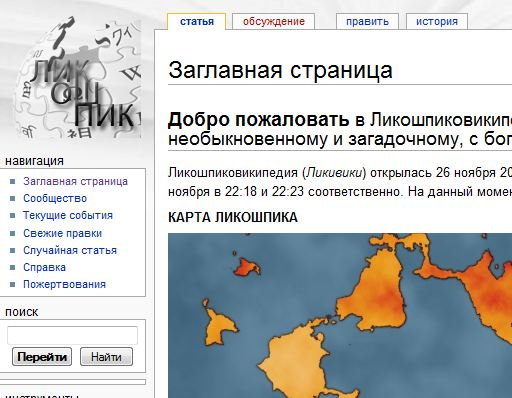 статья
обсуждение
править
история
ЛИК
ОШ
ПИК
Заглавная страница
Добро пожаловать в Ликошпиковикип
необыкновенному и загадочному, с бог
Ликошпиковикипедия (Ликивики) открылась 26 ноября 20
ноября в 22:18 и 22:23 соответственно. На данный момен
КАРТА ЛИКОШПИКА
навигация
Заглавная страница
Сообщество
Текущие события
Свежие правки
Случайная статья
Справка
Пожертвования
поиск
Перейти
Найти